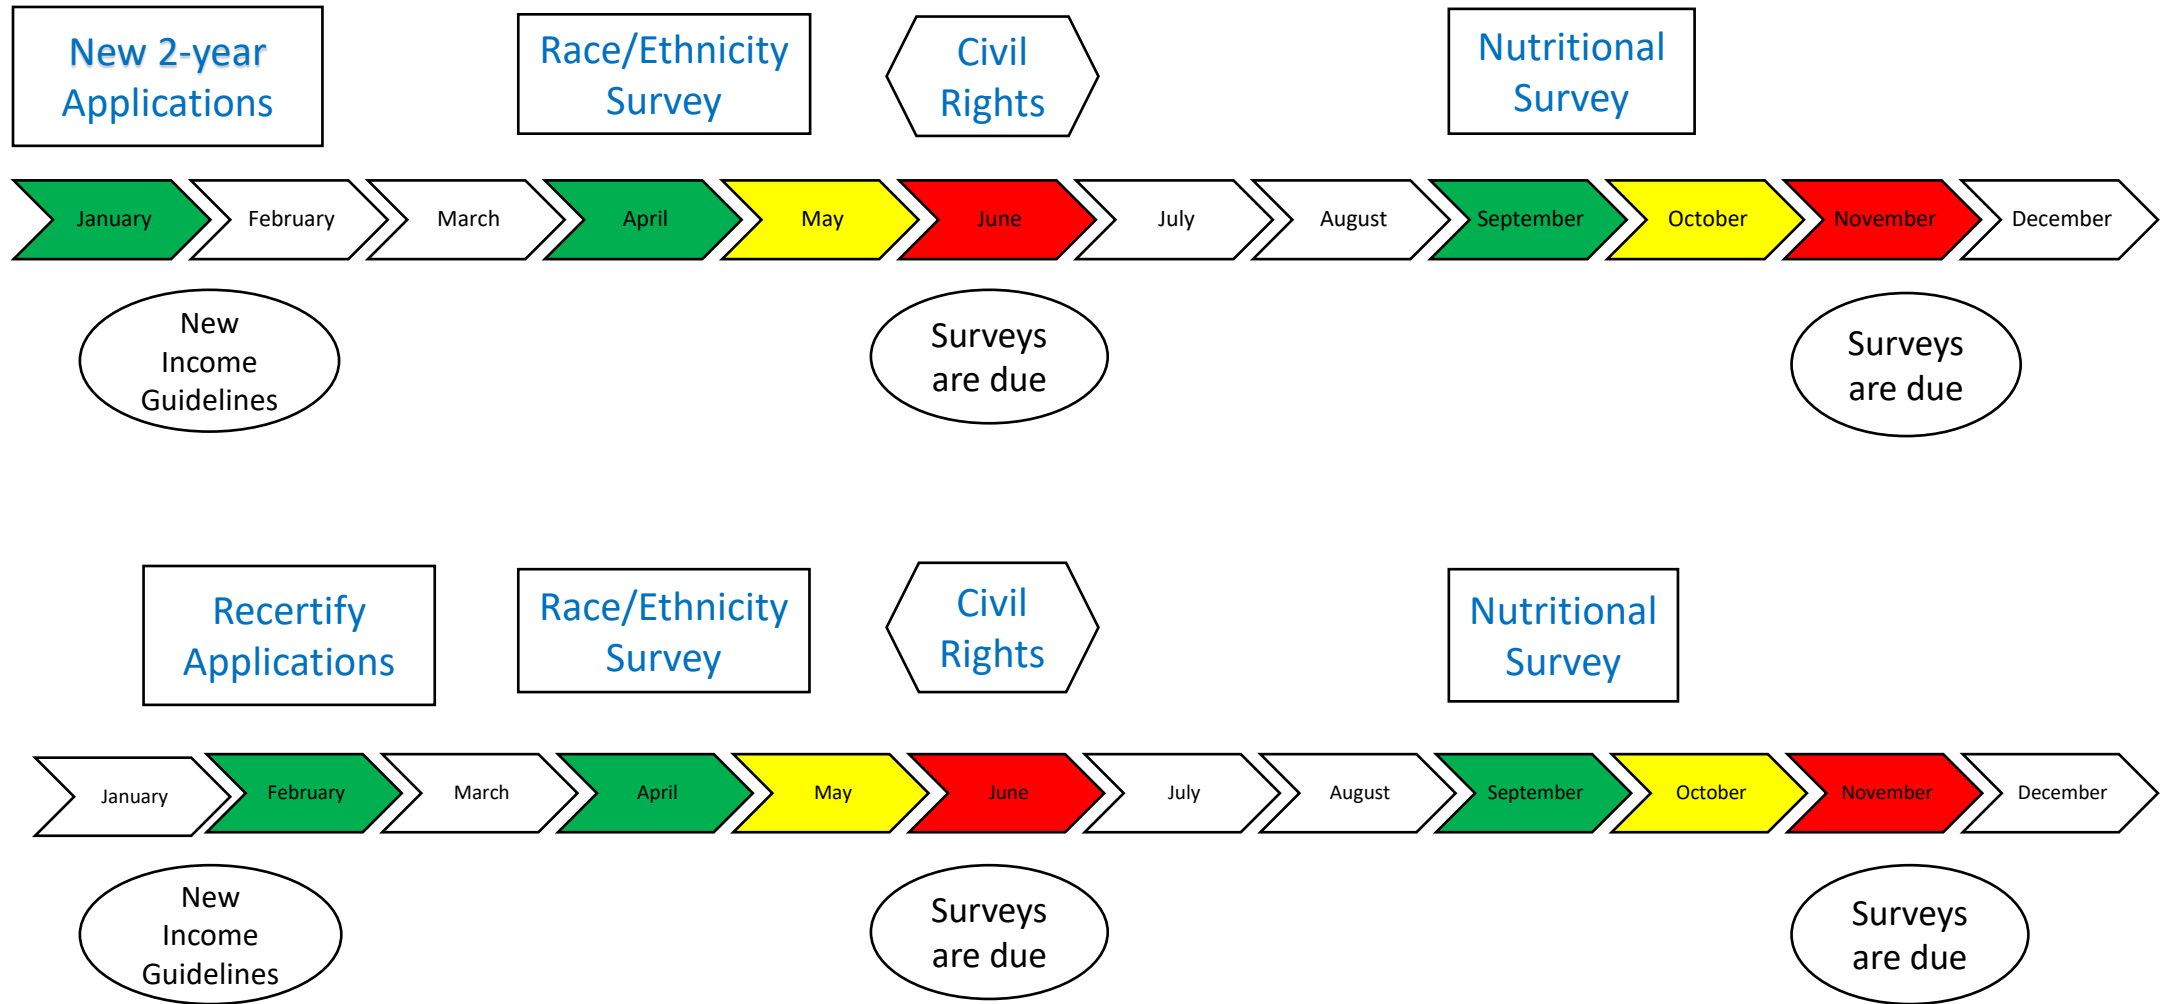 New 2-year
Applications
Race/Ethnicity
Survey
Civil
Rights
Nutritional
Survey
January
February
March
April
May
June
July
August
September
October
November
December
New
Income
Guidelines
Surveys
are due
Surveys
are due
Recertify
Applications
Race/Ethnicity
Survey
Civil
Rights
Nutritional
Survey
January
February
March
April
May
June
July
August
September
October
November
December
New
Income
Guidelines
Surveys
are due
Surveys
are due